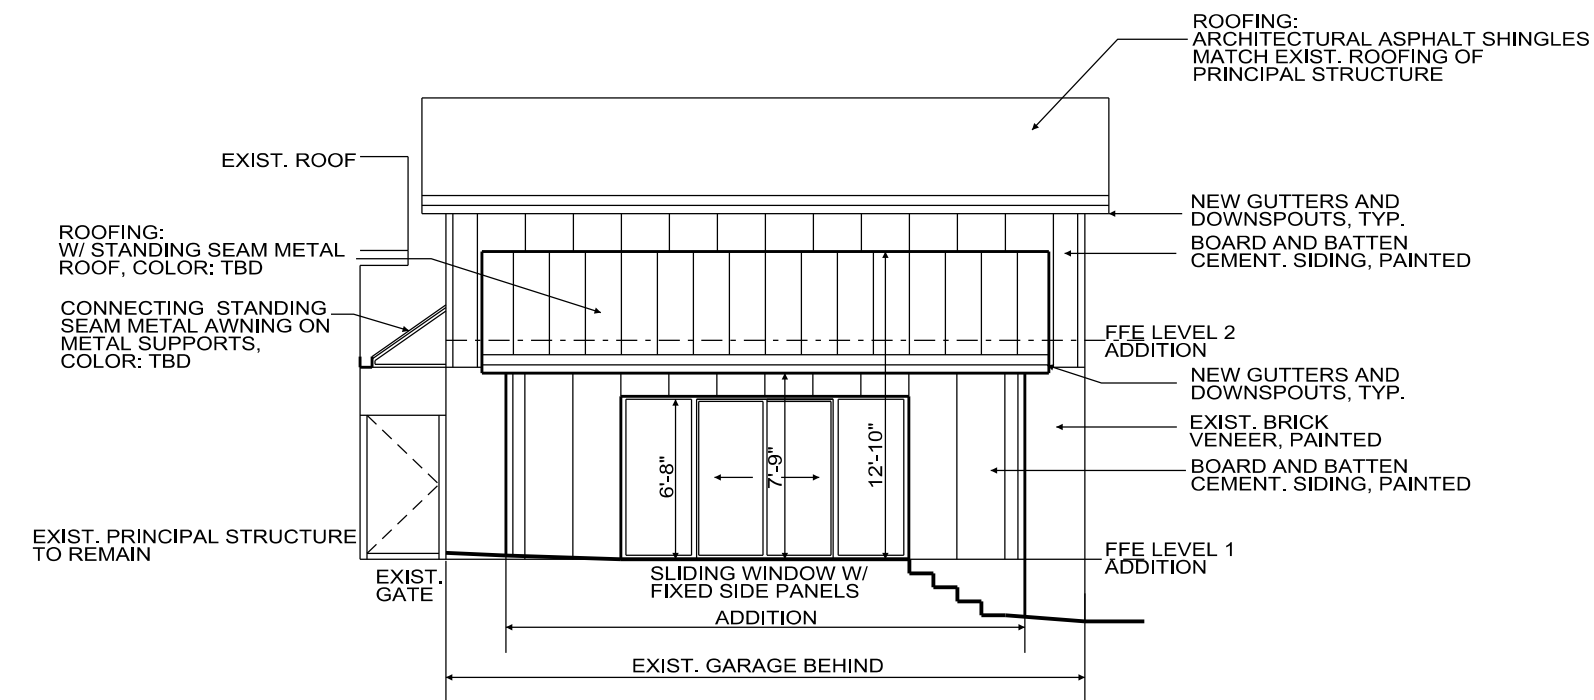 ROOFING:
ARCHITECTURAL ASPHALT SHINGLES
MATCH EXIST. ROOFING OF
PRINCIPAL STRUCTURE
EXIST. ROOF
NEW GUTTERS AND
DOWNSPOUTS, TYP.
ROOFING:
W/ STANDING SEAM METAL
ROOF, COLOR: TBD
BOARD AND BATTEN
CEMENT. SIDING, PAINTED
CONNECTING STANDING
SEAM METAL AWNING ON
METAL SUPPORTS,
COLOR: TBD
FFE LEVEL 2
ADDITION
NEW GUTTERS AND
DOWNSPOUTS, TYP.
EXIST. BRICK
VENEER, PAINTED
6'-8"
7'-9"
12'-10"
BOARD AND BATTEN
CEMENT. SIDING, PAINTED
EXIST. PRINCIPAL STRUCTURE
TO REMAIN
FFE LEVEL 1
ADDITION
EXIST.
GATE
SLIDING WINDOW W/
FIXED SIDE PANELS
ADDITION
EXIST. GARAGE BEHIND